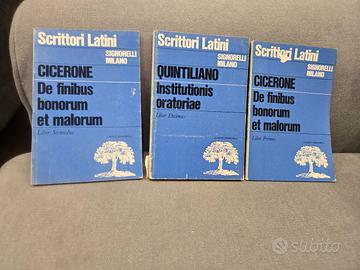 Scrittori Latini
SIGNORELLI
MILANO
CICERONE
De finibus
bonorum
et malorum
Liber Secundus
Scrittori Latini
SIGNORELLI
MILANO
QUINTILIANO
Institutionis
oratoriae
Liber Decimus
Scrittori Latini
SIGNORELLI
MILANO
CICERONE
De finibus
bonorum
et malorum
Liber Primus
subito